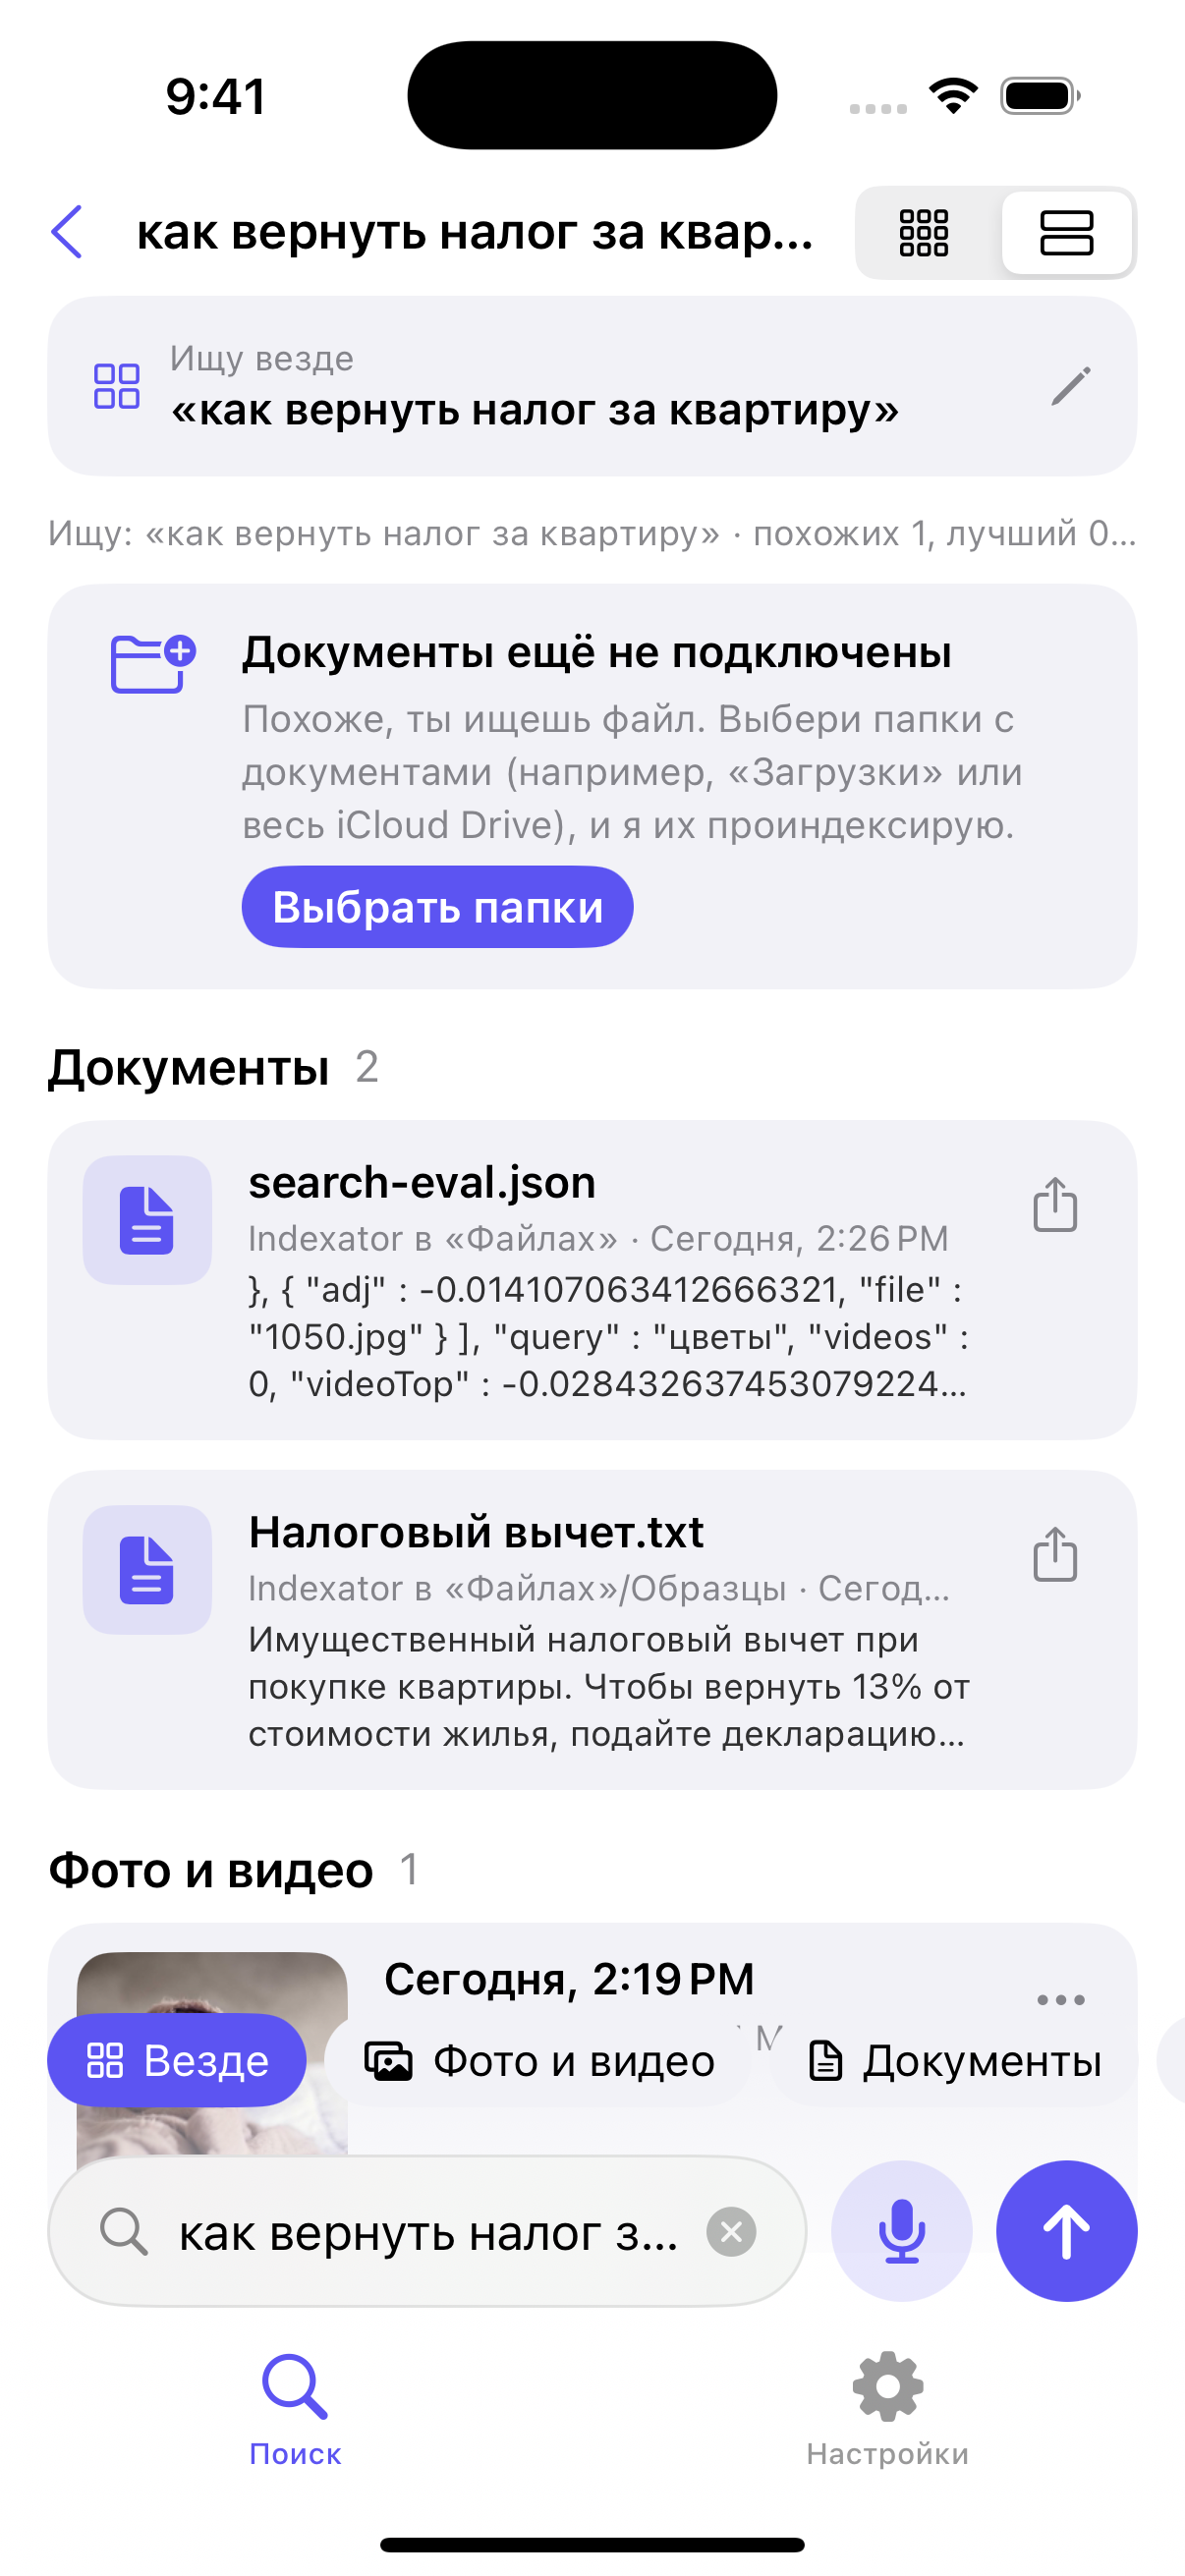 9:41
как вернуть налог за квар...
Ищу везде
«как вернуть налог за квартиру»
Ищу: «как вернуть налог за квартиру» · похожих 1, лучший 0...
Документы ещё не подключены
Похоже, ты ищешь файл. Выбери папки с
документами (например, «Загрузки» или
весь iCloud Drive), и я их проиндексирую.
Выбрать папки
Документы 2
search-eval.json
Indexator в «Файлах» · Сегодня, 2:26 PM
}, { "adj" : -0.014107063412666321, "file" :
"1050.jpg" } ], "query" : "цветы", "videos" :
0, "videoTop" : -0.028432637453079224...
Налоговый вычет.txt
Indexator в «Файлах»/Образцы · Сегод...
Имущественный налоговый вычет при
покупке квартиры. Чтобы вернуть 13% от
стоимости жилья, подайте декларацию...
Фото и видео 1
Сегодня, 2:19 PM
Везде
Фото и видео
Документы
как вернуть налог з...
Поиск
Настройки